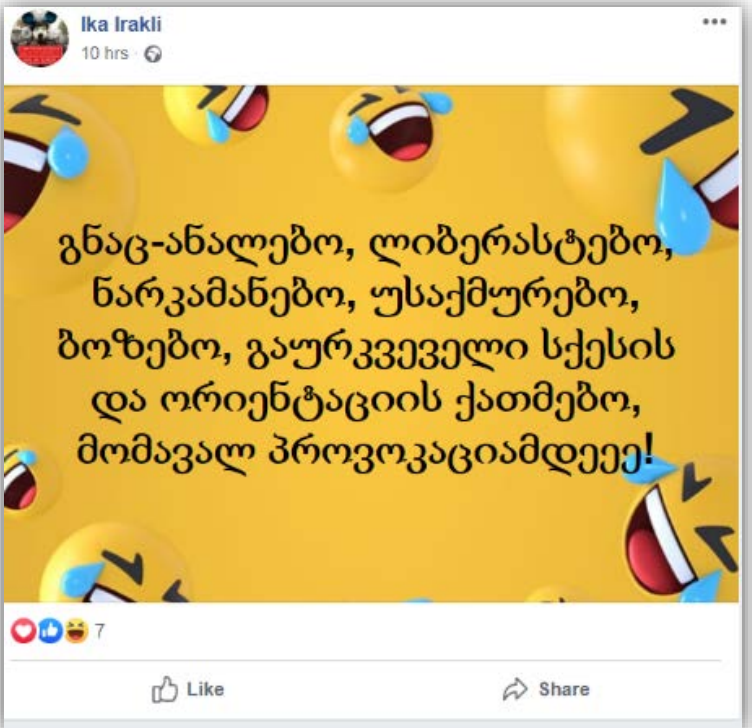 Ika Irakli
10 hrs
გნაც-ანალებო, ლიბერასტებო,
ნარკამანებო, უსაქმურებო,
ბოზებო, გაურკვეველი სქესის
და ორიენტაციის ქათმებო,
მომავალ პროვოკაციამდეეე!
7
Like
Share